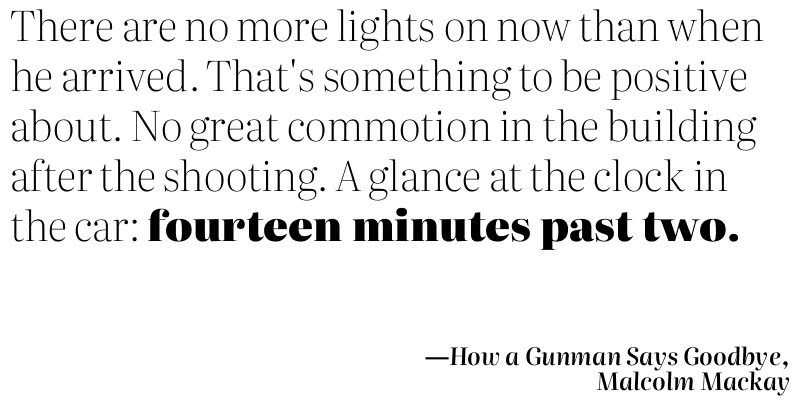 There are no more lights on now than when
he arrived. That's something to be positive
about. No great commotion in the building
after the shooting. A glance at the clock in
the car: fourteen minutes past two.
—How a Gunman Says Goodbye,
Malcolm Mackay